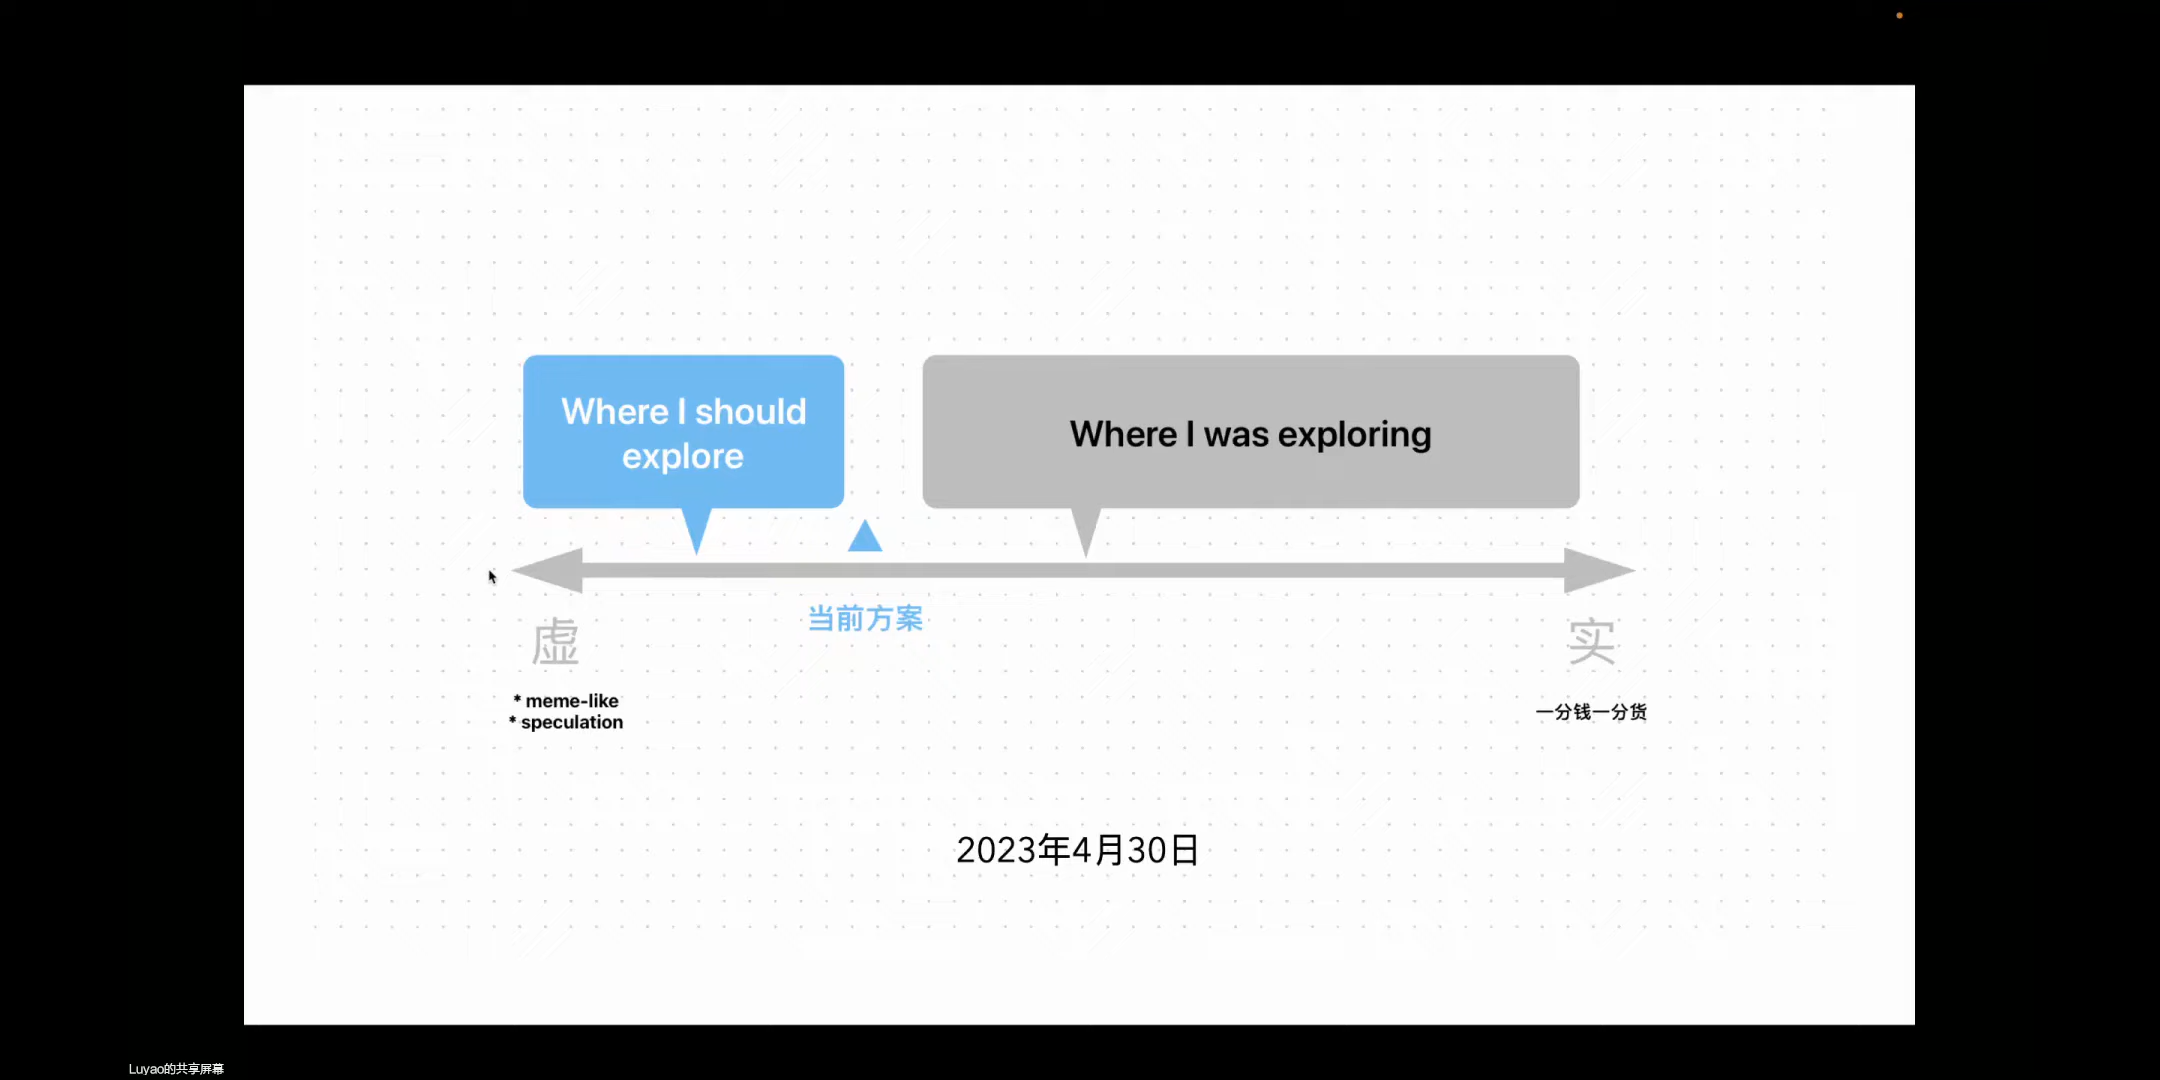 Where I should
explore
Where I was exploring
当前方案
虚
实
* meme-like
* speculation
一分钱一分货
2023年4月30日
Luyao的共享屏幕